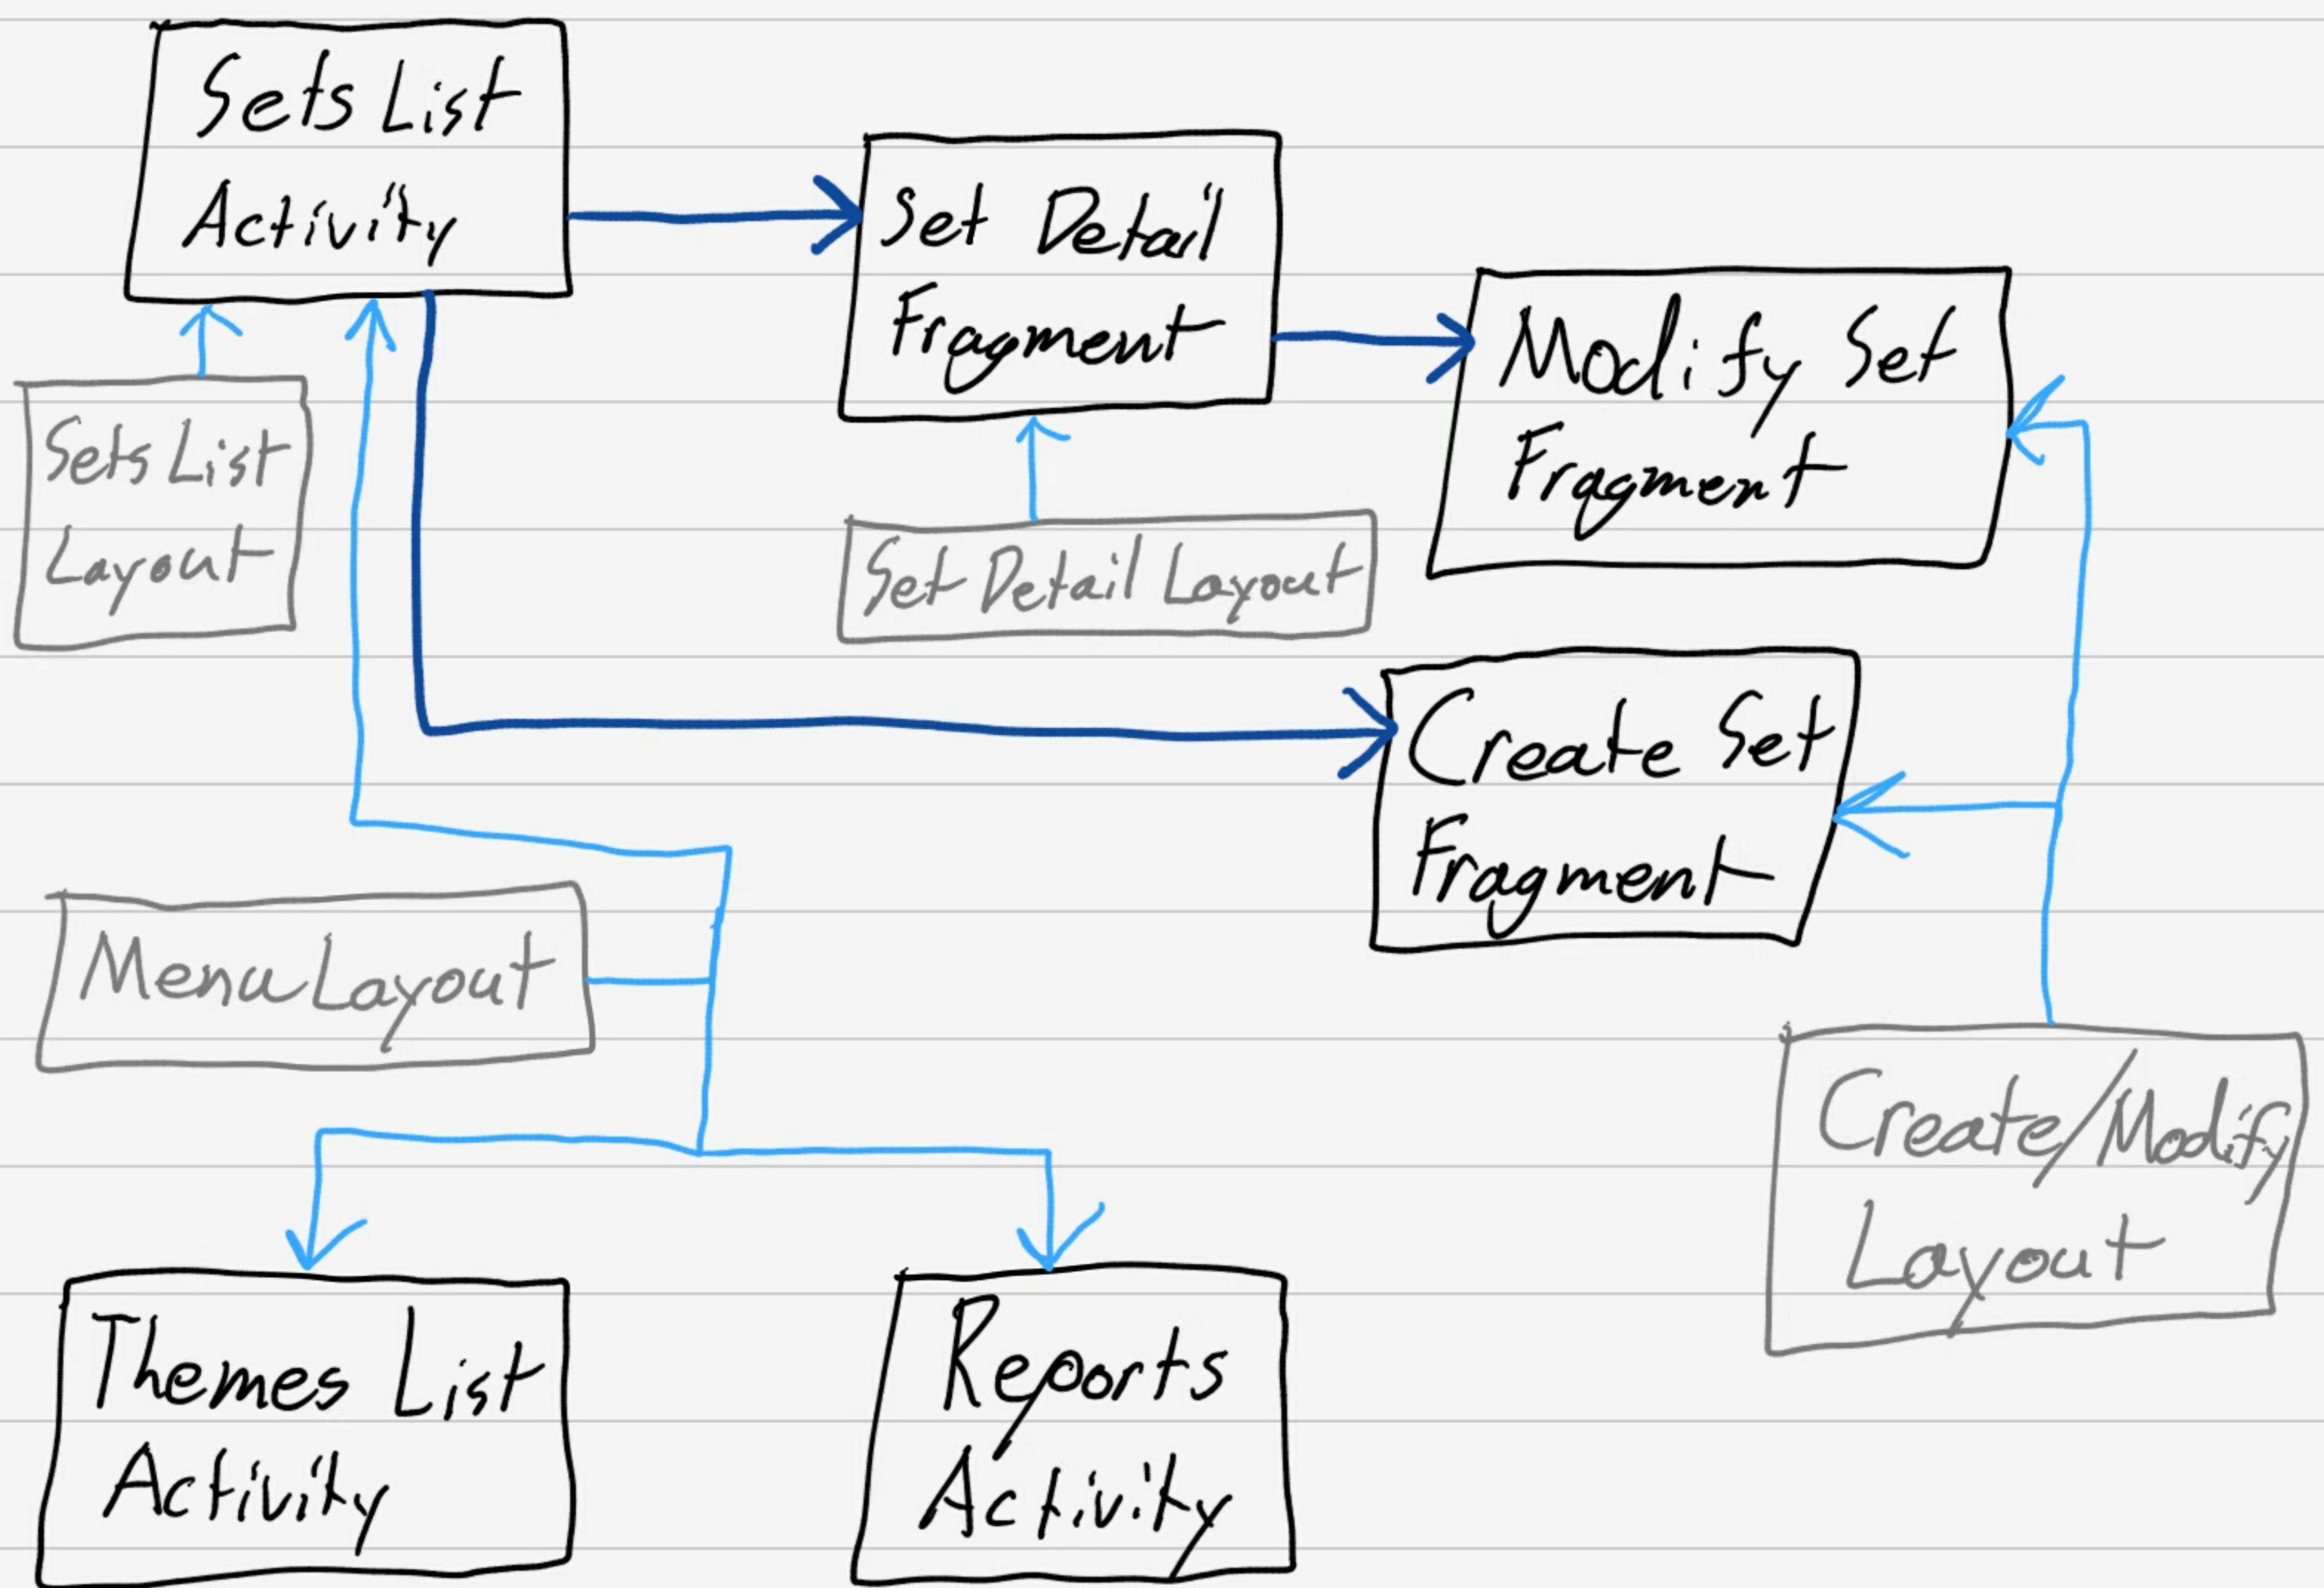 Sets List
Activity
Set Detail
Fragment
Modify Set
Fragment
Sets List
Layout
Set Detail Layout
Create Set
Fragment
Menu Layout
Create/Modify
Layout
Themes List
Activity
Reports
Activity